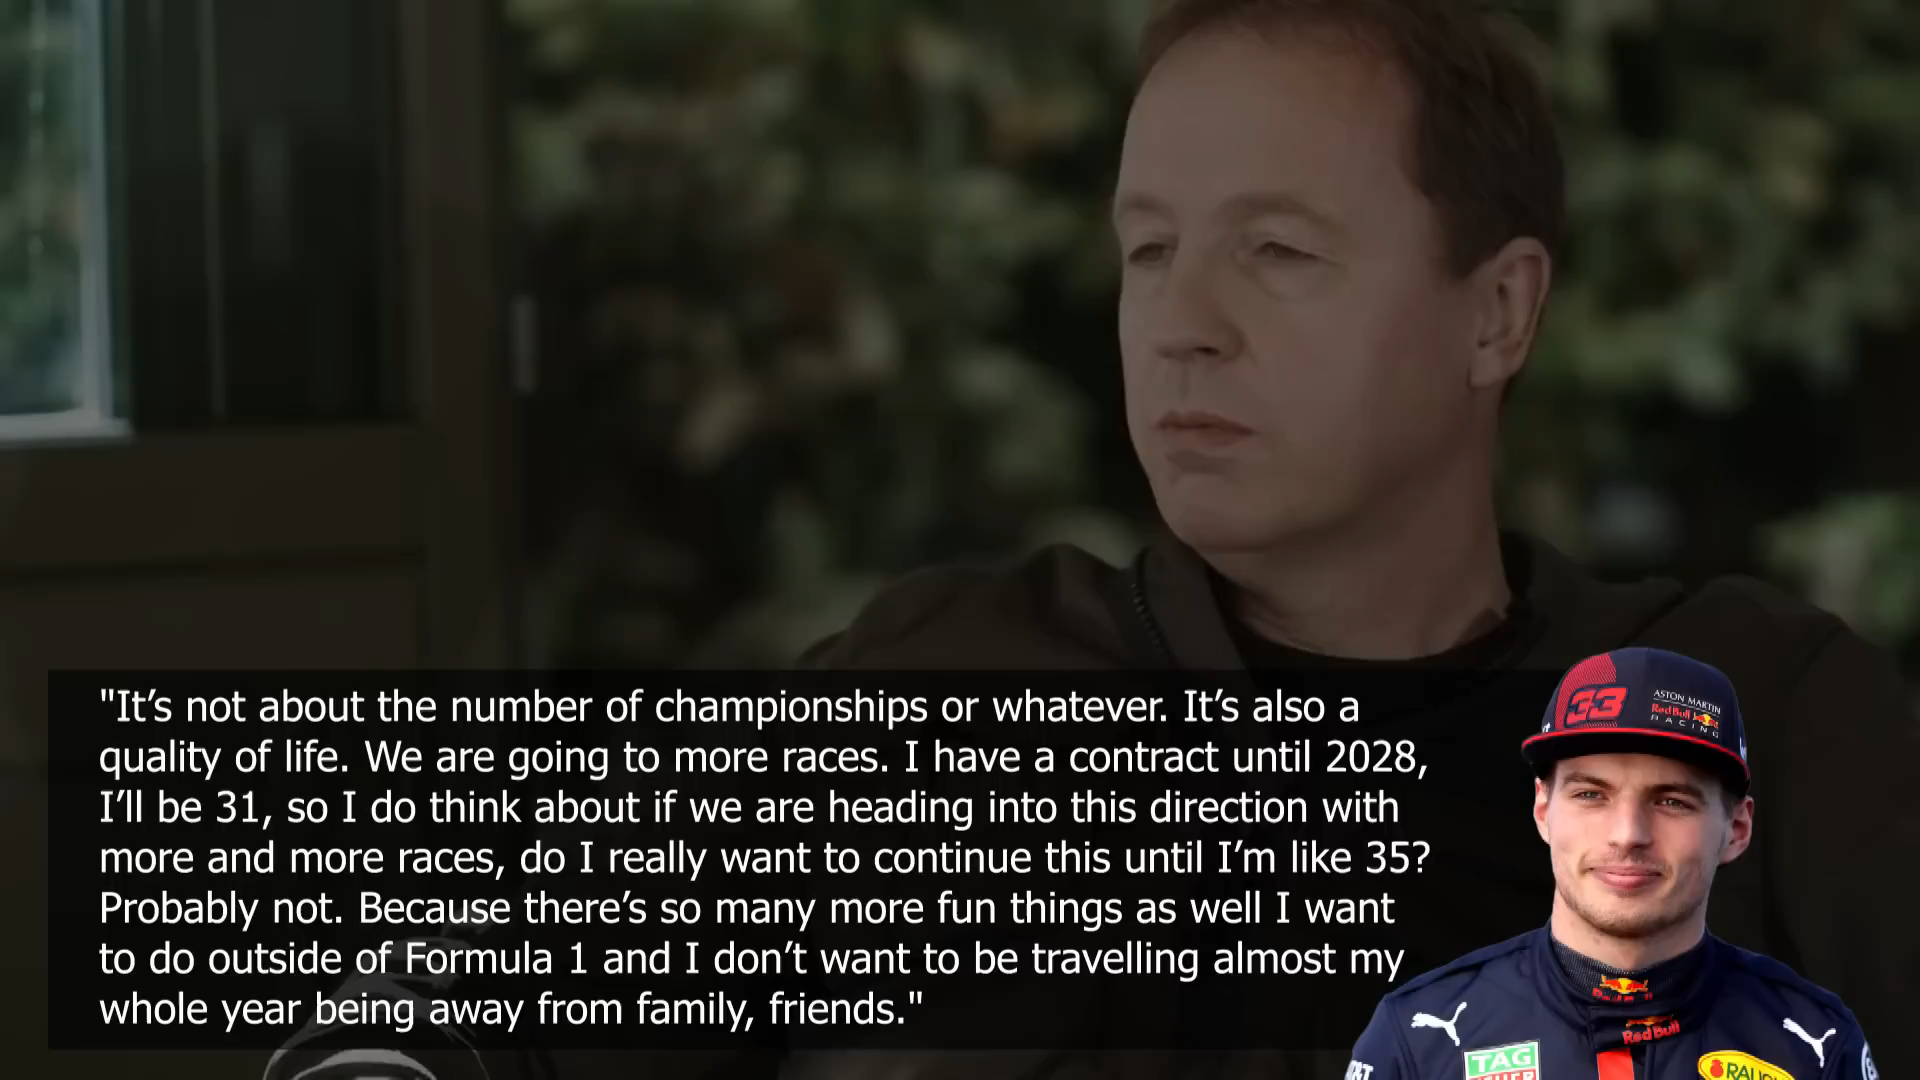 "It’s not about the number of championships or whatever. It’s also a
quality of life. We are going to more races. I have a contract until 2028,
I’ll be 31, so I do think about if we are heading into this direction with
more and more races, do I really want to continue this until I’m like 35?
Probably not. Because there’s so many more fun things as well I want
to do outside of Formula 1 and I don’t want to be travelling almost my
whole year being away from family, friends."
33
ASTON MARTIN
Red Bull
RACING
Red Bull
Red Bull
TAG